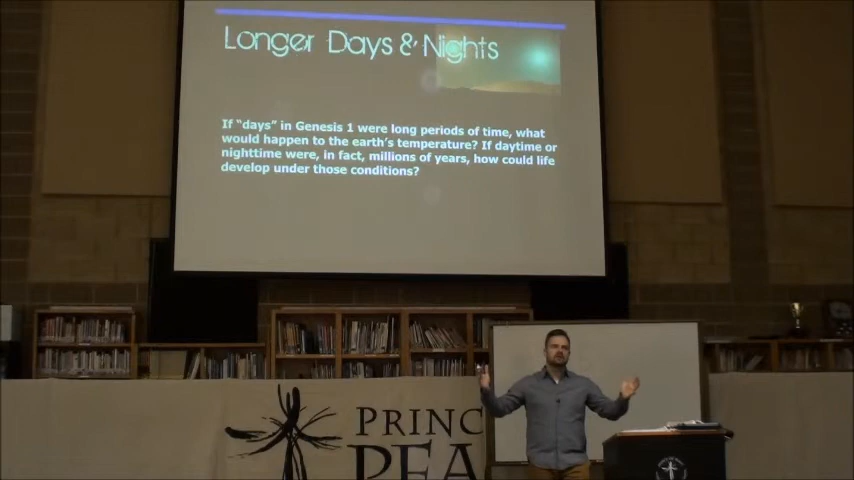 Longer Days & Nights
If "days" in Genesis 1 were long periods of time, what
would happen to the earth's temperature? If daytime or
nighttime were, in fact, millions of years, how could life
develop under those conditions?
PRINC
PEA